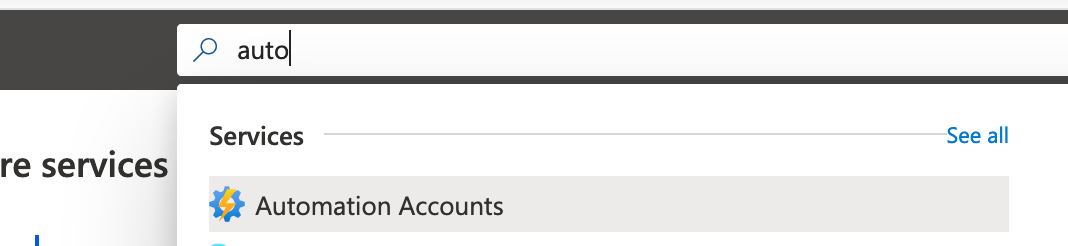 auto
Services
See all
re services
Automation Accounts